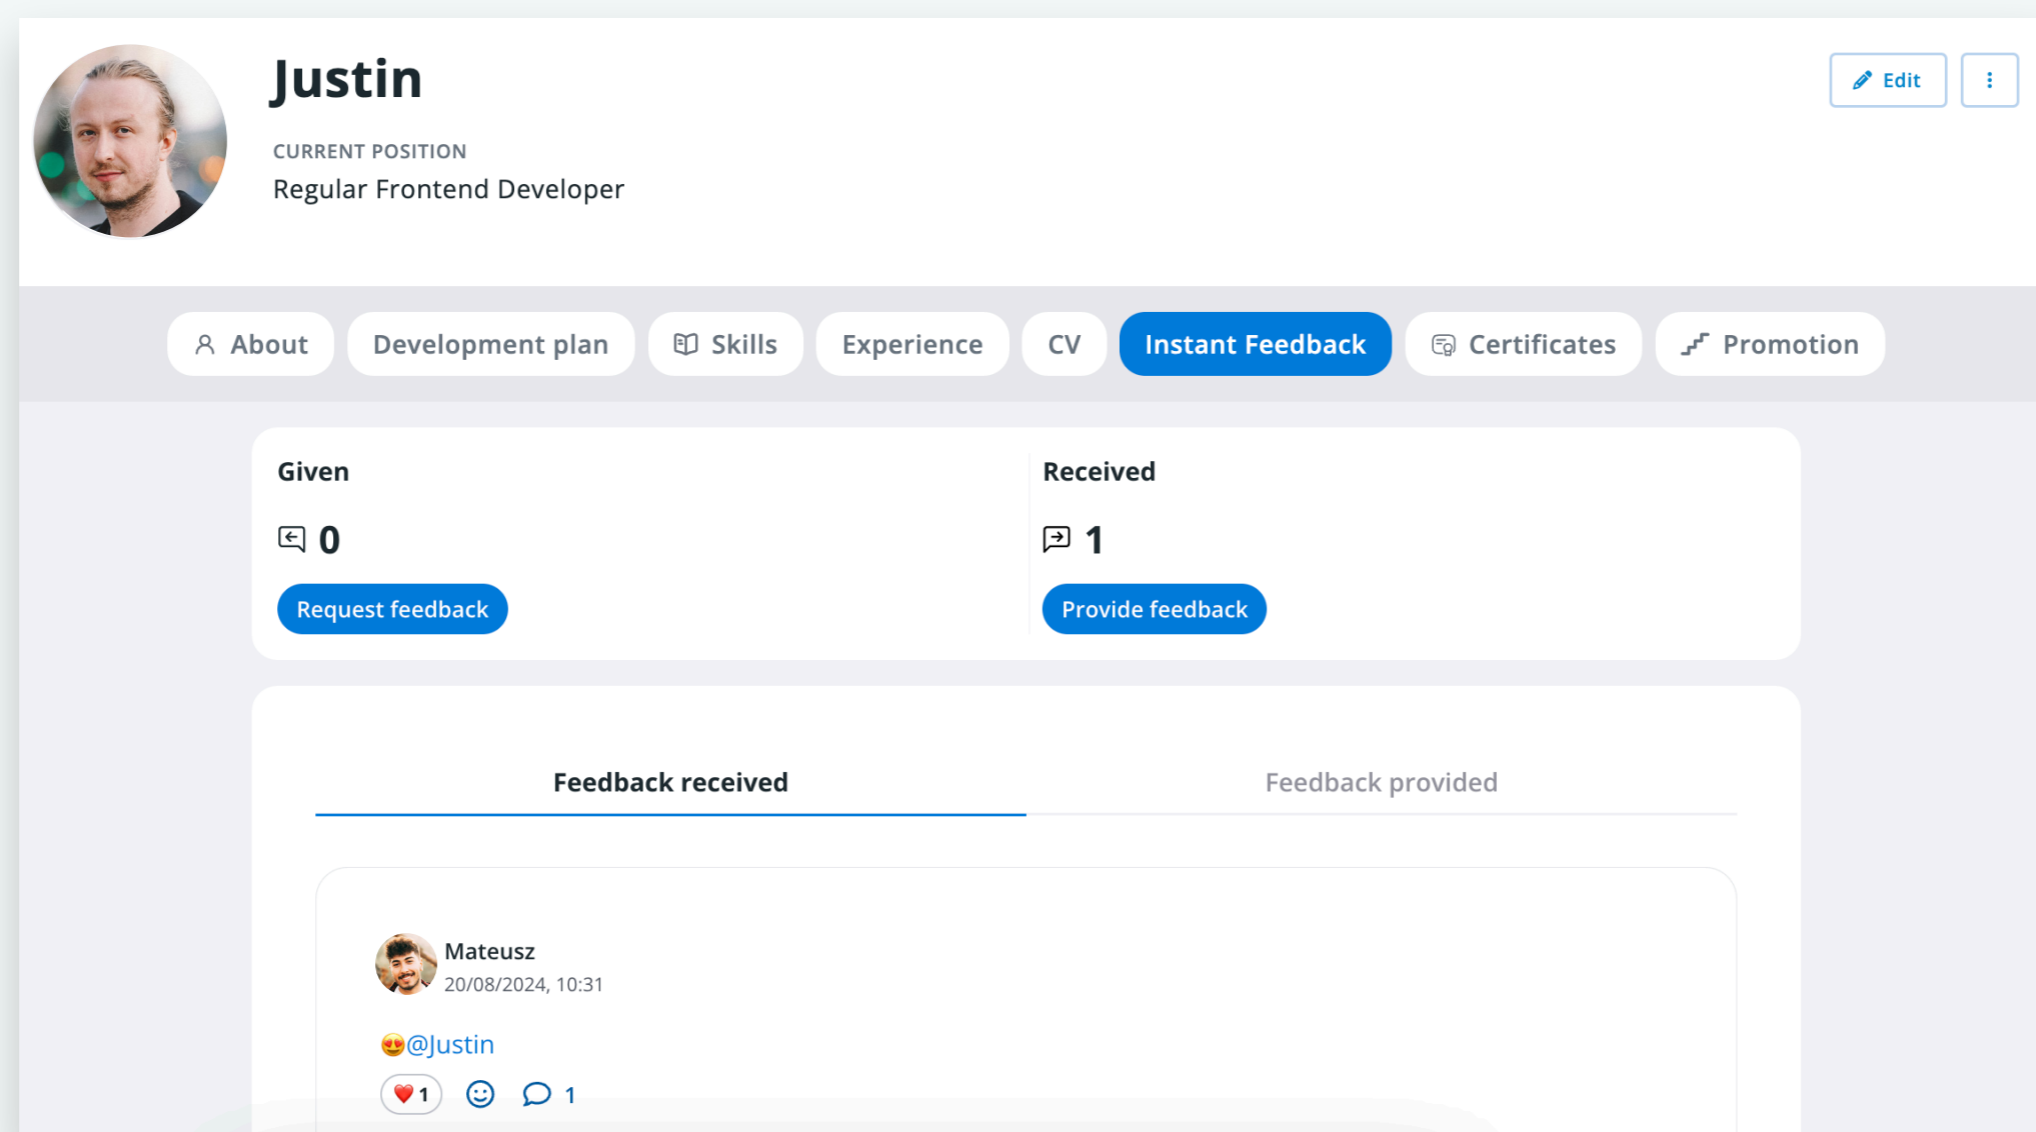 Justin
Edit
CURRENT POSITION
Regular Frontend Developer
About
Development plan
Skills
Experience
CV
Instant Feedback
Certificates
Promotion
Given
Received
0
1
Request feedback
Provide feedback
Feedback received
Feedback provided
Mateusz
20/08/2024, 10:31
😍@Justin
❤️ 1
1